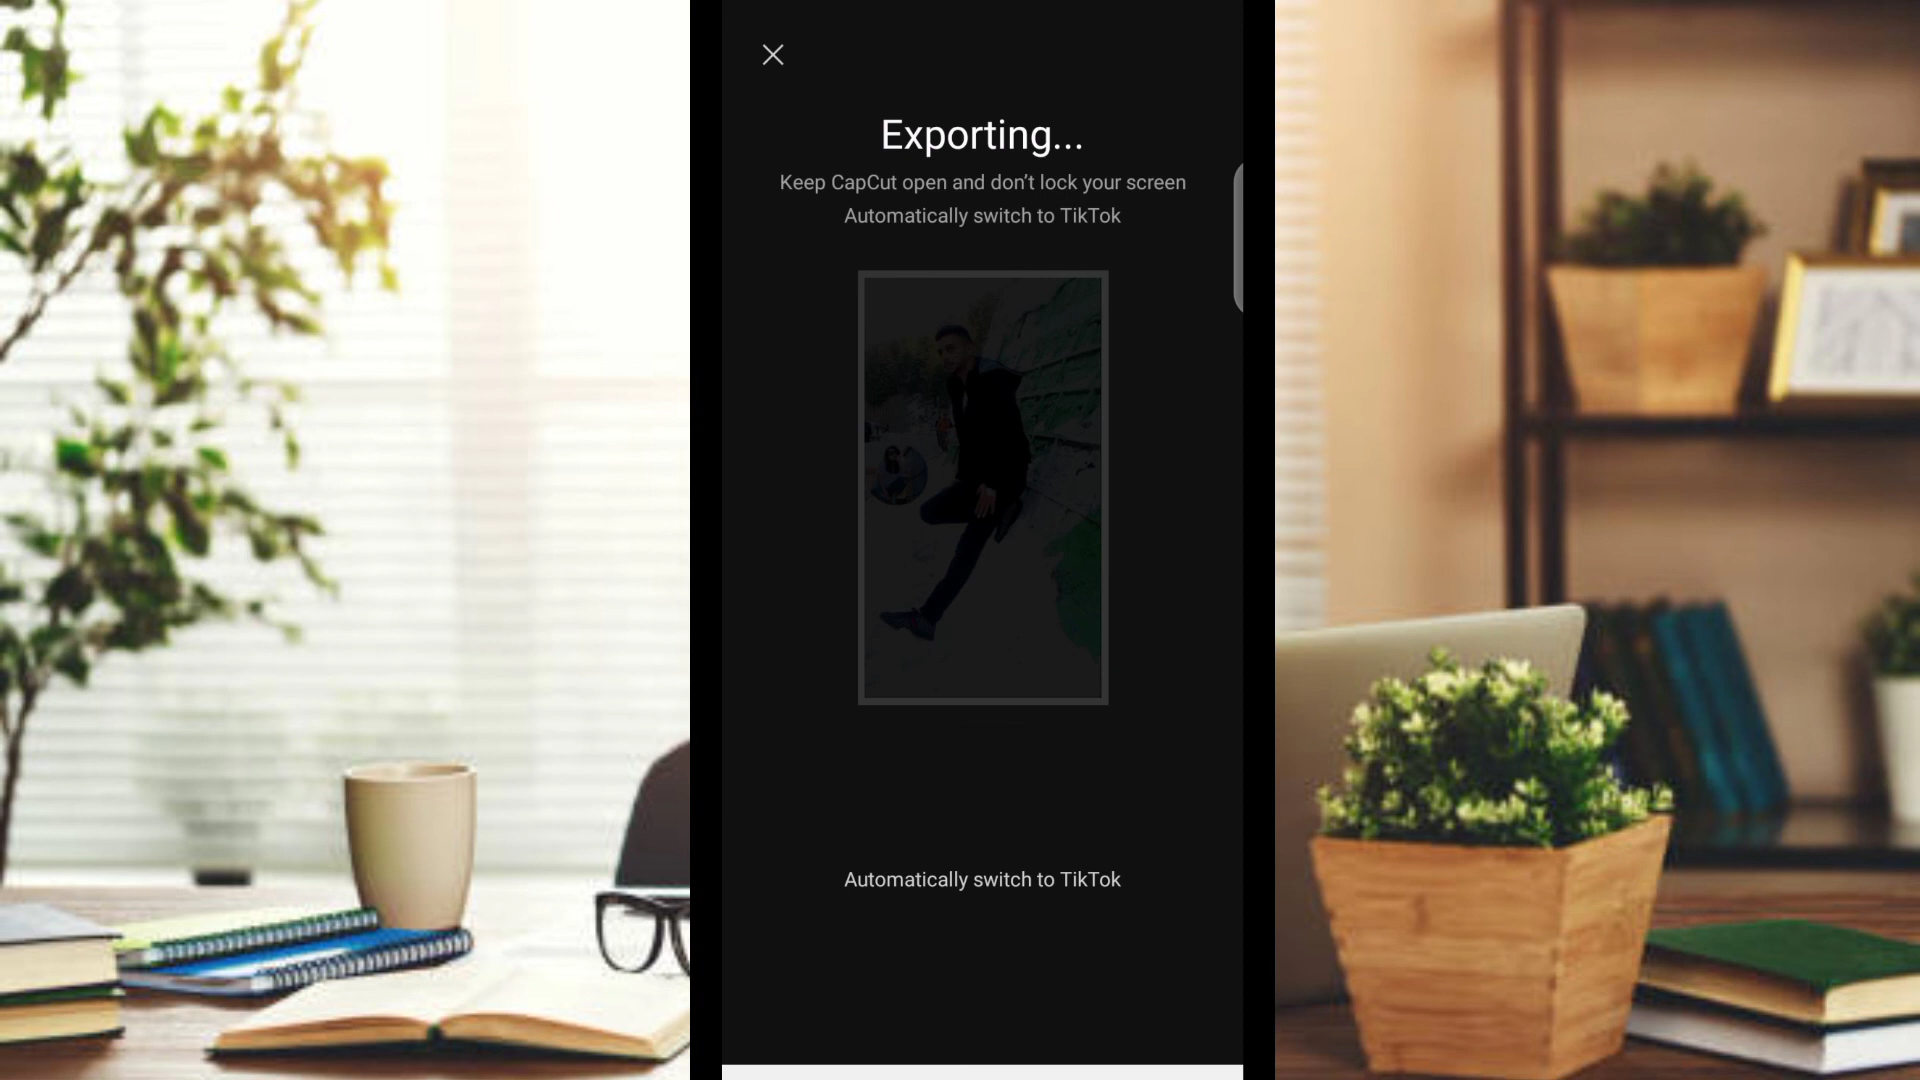 Exporting...
Keep CapCut open and don’t lock your screen
Automatically switch to TikTok
Automatically switch to TikTok